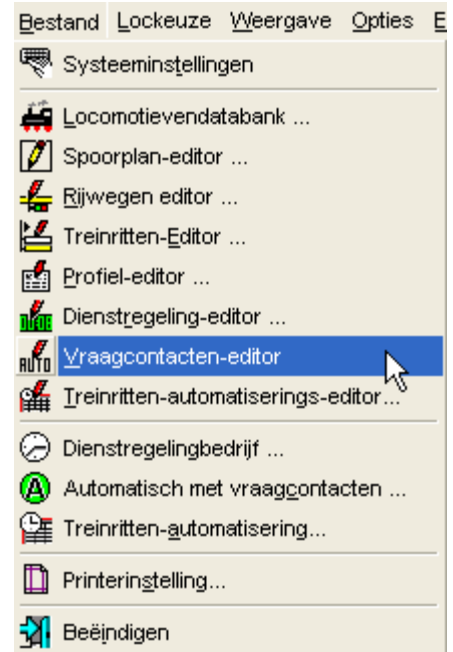 Bestand Lockeuze Weergave Opties E
Systeeminstellingen
Locomotievendatabank ...
Spoorplan-editor ...
Rijwegen editor ...
Treinritten-Editor ...
Profiel-editor ...
Dienstregeling-editor ...
AUTO Vraagcontacten-editor
Treinritten-automatiserings-editor...
Dienstregelingbedrijf ...
A Automatisch met vraagcontacten ...
Treinritten-automatisering...
Printerinstelling...
Beëindigen